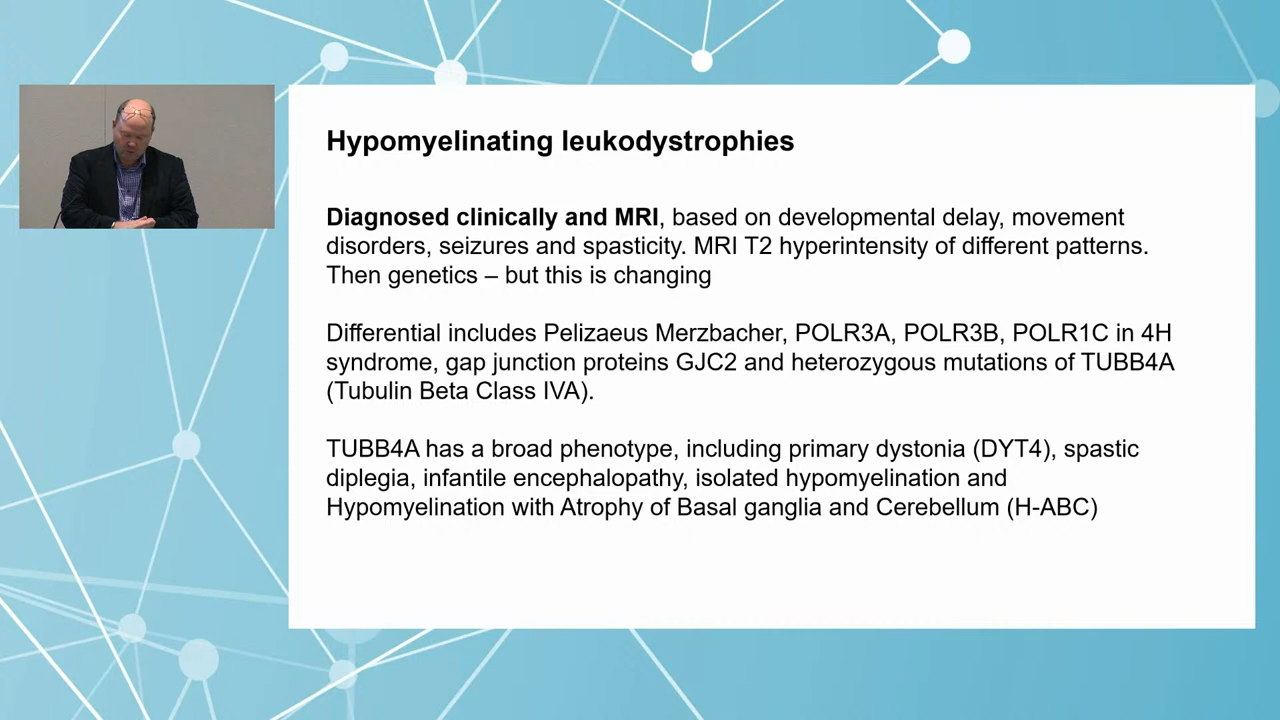 Hypomyelinating leukodystrophies
Diagnosed clinically and MRI, based on developmental delay, movement
disorders, seizures and spasticity. MRI T2 hyperintensity of different patterns.
Then genetics – but this is changing
Differential includes Pelizaeus Merzbacher, POLR3A, POLR3B, POLR1C in 4H
syndrome, gap junction proteins GJC2 and heterozygous mutations of TUBB4A
(Tubulin Beta Class IVA).
TUBB4A has a broad phenotype, including primary dystonia (DYT4), spastic
diplegia, infantile encephalopathy, isolated hypomyelination and
Hypomyelination with Atrophy of Basal ganglia and Cerebellum (H-ABC)